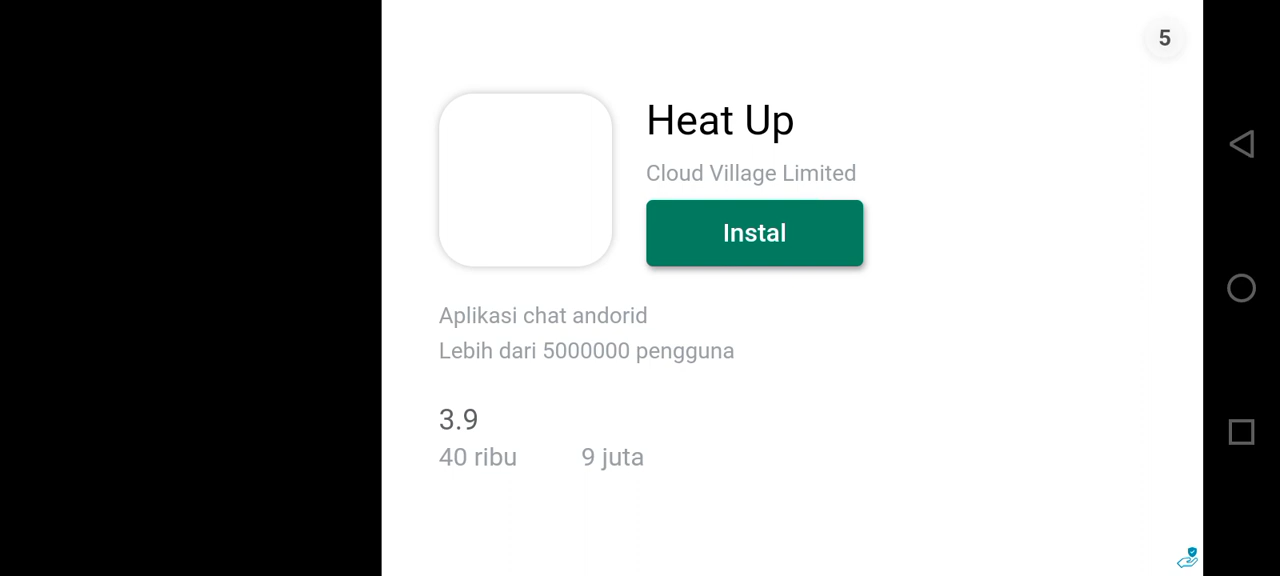 5
Heat Up
Cloud Village Limited
Instal
Aplikasi chat andorid
Lebih dari 5000000 pengguna
3.9
40 ribu 9 juta